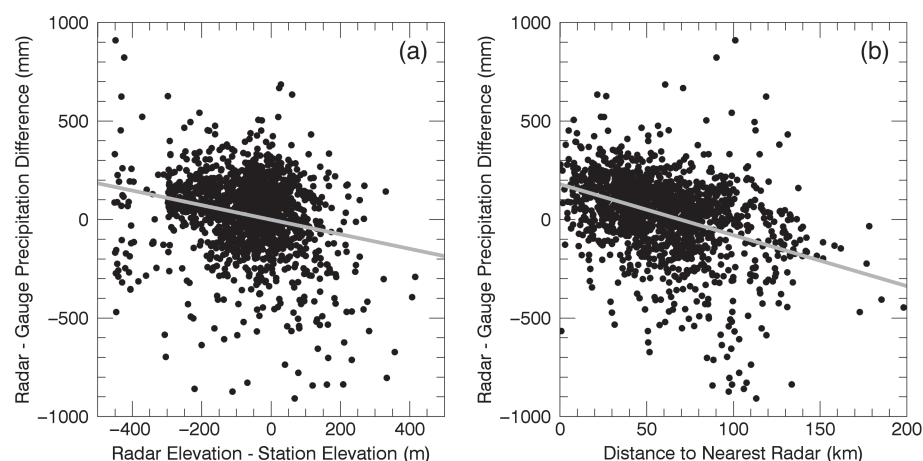 1000
500
0
−500
−1000
Radar - Gauge Precipitation Difference (mm)
(a)
−400 −200 0 200 400
Radar Elevation - Station Elevation (m)
1000
500
0
−500
−1000
Radar - Gauge Precipitation Difference (mm)
(b)
0 50 100 150 200
Distance to Nearest Radar (km)